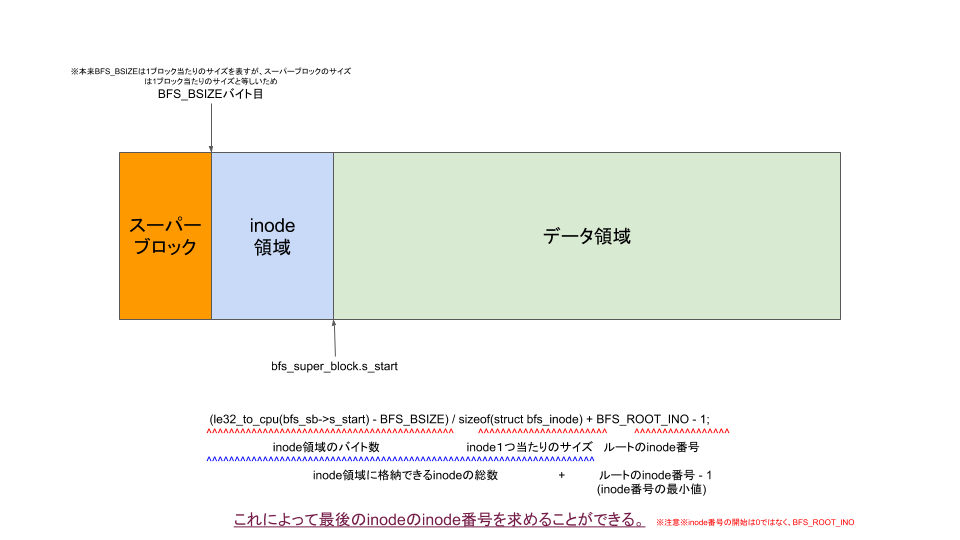 ※本来BFS_BSIZEは1ブロック当たりのサイズを表すが、スーパーブロックのサイズ
は1ブロック当たりのサイズと等しいため
BFS_BSIZEバイト目
スーパー
ブロック
inode
領域
データ領域
bfs_super_block.s_start
(le32_to_cpu(bfs_sb->s_start) - BFS_BSIZE) / sizeof(struct bfs_inode) + BFS_ROOT_INO - 1;
inode領域のバイト数 inode１つ当たりのサイズ ルートのinode番号
inode領域に格納できるinodeの総数 + ルートのinode番号 - 1
(inode番号の最小値)
これによって最後のinodeのinode番号を求めることができる。 ※注意※inode番号の開始は0ではなく、BFS_ROOT_INO